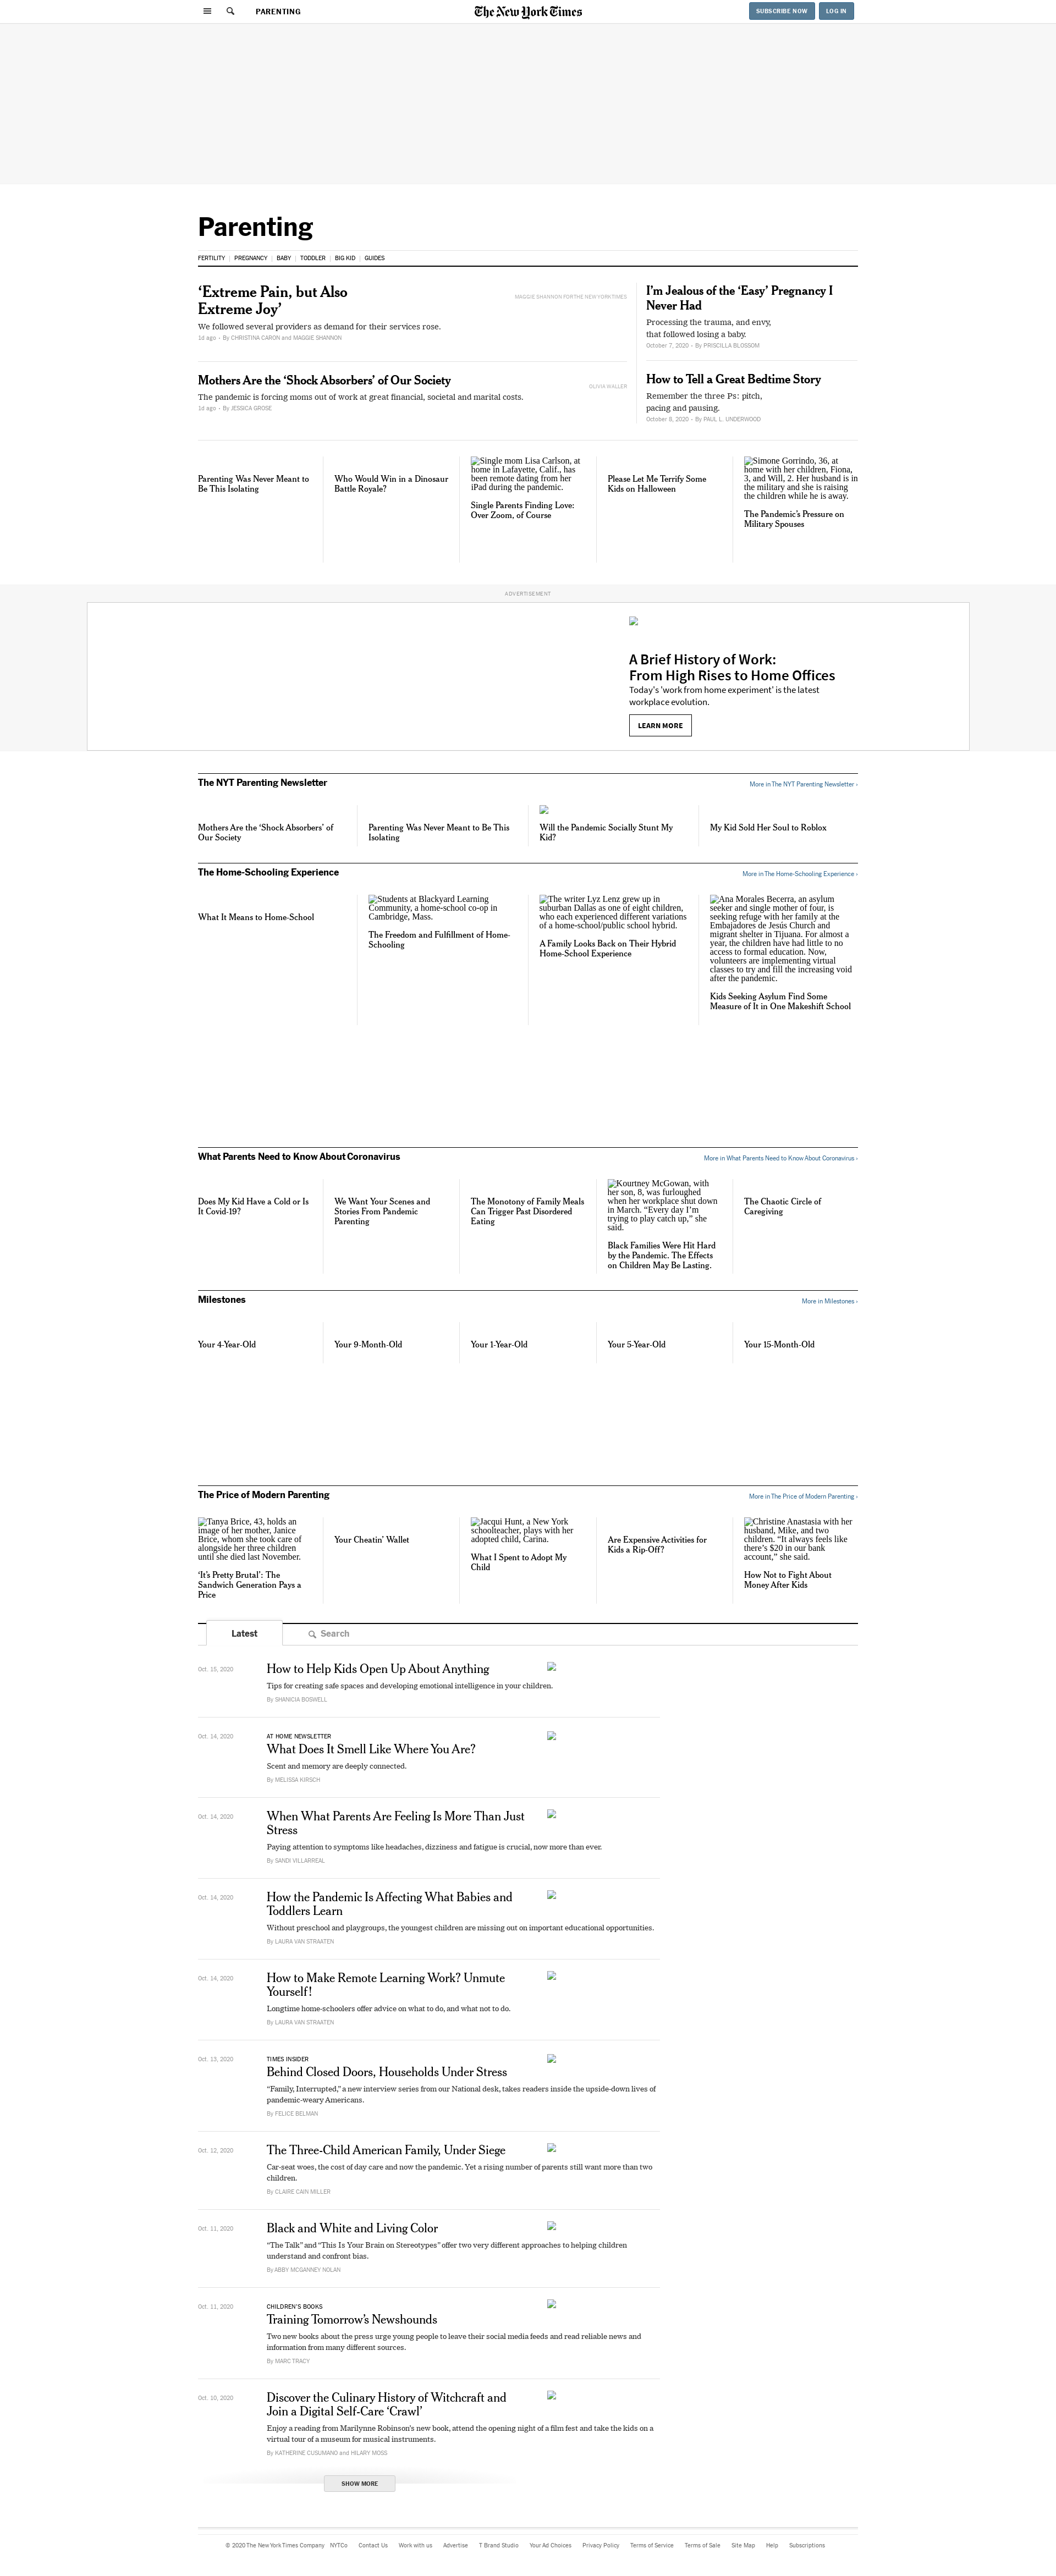 PARENTING
The New York Times
SUBSCRIBE NOW
LOG IN
Parenting
FERTILITY
PREGNANCY
BABY
TODDLER
BIG KID
GUIDES
‘Extreme Pain, but Also
Extreme Joy’
MAGGIE SHANNON FOR THE NEW YORK TIMES
We followed several providers as demand for their services rose.
1d ago • By CHRISTINA CARON and MAGGIE SHANNON
Mothers Are the ‘Shock Absorbers’ of Our Society
OLIVIA WALLER
The pandemic is forcing moms out of work at great financial, societal and marital costs.
1d ago • By JESSICA GROSE
I’m Jealous of the ‘Easy’ Pregnancy I
Never Had
Processing the trauma, and envy,
that followed losing a baby.
October 7, 2020 • By PRISCILLA BLOSSOM
How to Tell a Great Bedtime Story
Remember the three Ps: pitch,
pacing and pausing.
October 8, 2020 • By PAUL L. UNDERWOOD
Parenting Was Never Meant to
Be This Isolating
Who Would Win in a Dinosaur
Battle Royale?
Single mom Lisa Carlson, at
home in Lafayette, Calif., has
been remote dating from her
iPad during the pandemic.
Single Parents Finding Love:
Over Zoom, of Course
Please Let Me Terrify Some
Kids on Halloween
Simone Gorrindo, 36, at
home with her children, Fiona,
3, and Will, 2. Her husband is in
the military and she is raising
the children while he is away.
The Pandemic’s Pressure on
Military Spouses
ADVERTISEMENT
A Brief History of Work:
From High Rises to Home Offices
Today's 'work from home experiment' is the latest
workplace evolution.
LEARN MORE
The NYT Parenting Newsletter
More in The NYT Parenting Newsletter ›
Mothers Are the ‘Shock Absorbers’ of
Our Society
Parenting Was Never Meant to Be This
Isolating
Will the Pandemic Socially Stunt My
Kid?
My Kid Sold Her Soul to Roblox
The Home-Schooling Experience
More in The Home-Schooling Experience ›
What It Means to Home-School
Students at Blackyard Learning
Community, a home-school co-op in
Cambridge, Mass.
The Freedom and Fulfillment of Home-
Schooling
The writer Lyz Lenz grew up in
suburban Dallas as one of eight children,
who each experienced different variations
of a home-school/public school hybrid.
A Family Looks Back on Their Hybrid
Home-School Experience
Ana Morales Becerra, an asylum
seeker and single mother of four, is
seeking refuge with her family at the
Embajadores de Jesús Church and
migrant shelter in Tijuana. For almost a
year, the children have had little to no
access to formal education. Now,
volunteers are implementing virtual
classes to try and fill the increasing void
after the pandemic.
Kids Seeking Asylum Find Some
Measure of It in One Makeshift School
What Parents Need to Know About Coronavirus
More in What Parents Need to Know About Coronavirus ›
Does My Kid Have a Cold or Is
It Covid-19?
We Want Your Scenes and
Stories From Pandemic
Parenting
The Monotony of Family Meals
Can Trigger Past Disordered
Eating
Kourtney McGowan, with
her son, 8, was furloughed
when her workplace shut down
in March. “Every day I’m
trying to play catch up,” she
said.
Black Families Were Hit Hard
by the Pandemic. The Effects
on Children May Be Lasting.
The Chaotic Circle of
Caregiving
Milestones
More in Milestones ›
Your 4-Year-Old
Your 9-Month-Old
Your 1-Year-Old
Your 5-Year-Old
Your 15-Month-Old
The Price of Modern Parenting
More in The Price of Modern Parenting ›
Tanya Brice, 43, holds an
image of her mother, Janice
Brice, whom she took care of
alongside her three children
until she died last November.
‘It’s Pretty Brutal’: The
Sandwich Generation Pays a
Price
Your Cheatin’ Wallet
Jacqui Hunt, a New York
schoolteacher, plays with her
adopted child, Carina.
What I Spent to Adopt My
Child
Are Expensive Activities for
Kids a Rip-Off?
Christine Anastasia with her
husband, Mike, and two
children. “It always feels like
there’s $20 in our bank
account,” she said.
How Not to Fight About
Money After Kids
Latest
Search
Oct. 15, 2020
How to Help Kids Open Up About Anything
Tips for creating safe spaces and developing emotional intelligence in your children.
By SHANICIA BOSWELL
Oct. 14, 2020
AT HOME NEWSLETTER
What Does It Smell Like Where You Are?
Scent and memory are deeply connected.
By MELISSA KIRSCH
Oct. 14, 2020
When What Parents Are Feeling Is More Than Just
Stress
Paying attention to symptoms like headaches, dizziness and fatigue is crucial, now more than ever.
By SANDI VILLARREAL
Oct. 14, 2020
How the Pandemic Is Affecting What Babies and
Toddlers Learn
Without preschool and playgroups, the youngest children are missing out on important educational opportunities.
By LAURA VAN STRAATEN
Oct. 14, 2020
How to Make Remote Learning Work? Unmute
Yourself!
Longtime home-schoolers offer advice on what to do, and what not to do.
By LAURA VAN STRAATEN
Oct. 13, 2020
TIMES INSIDER
Behind Closed Doors, Households Under Stress
“Family, Interrupted,” a new interview series from our National desk, takes readers inside the upside-down lives of
pandemic-weary Americans.
By FELICE BELMAN
Oct. 12, 2020
The Three-Child American Family, Under Siege
Car-seat woes, the cost of day care and now the pandemic. Yet a rising number of parents still want more than two
children.
By CLAIRE CAIN MILLER
Oct. 11, 2020
Black and White and Living Color
“The Talk” and “This Is Your Brain on Stereotypes” offer two very different approaches to helping children
understand and confront bias.
By ABBY MCGANNEY NOLAN
Oct. 11, 2020
CHILDREN’S BOOKS
Training Tomorrow’s Newshounds
Two new books about the press urge young people to leave their social media feeds and read reliable news and
information from many different sources.
By MARC TRACY
Oct. 10, 2020
Discover the Culinary History of Witchcraft and
Join a Digital Self-Care ‘Crawl’
Enjoy a reading from Marilynne Robinson’s new book, attend the opening night of a film fest and take the kids on a
virtual tour of a museum for musical instruments.
By KATHERINE CUSUMANO and HILARY MOSS
SHOW MORE
© 2020 The New York Times Company NYTCo Contact Us Work with us Advertise T Brand Studio Your Ad Choices Privacy Policy Terms of Service Terms of Sale Site Map Help Subscriptions